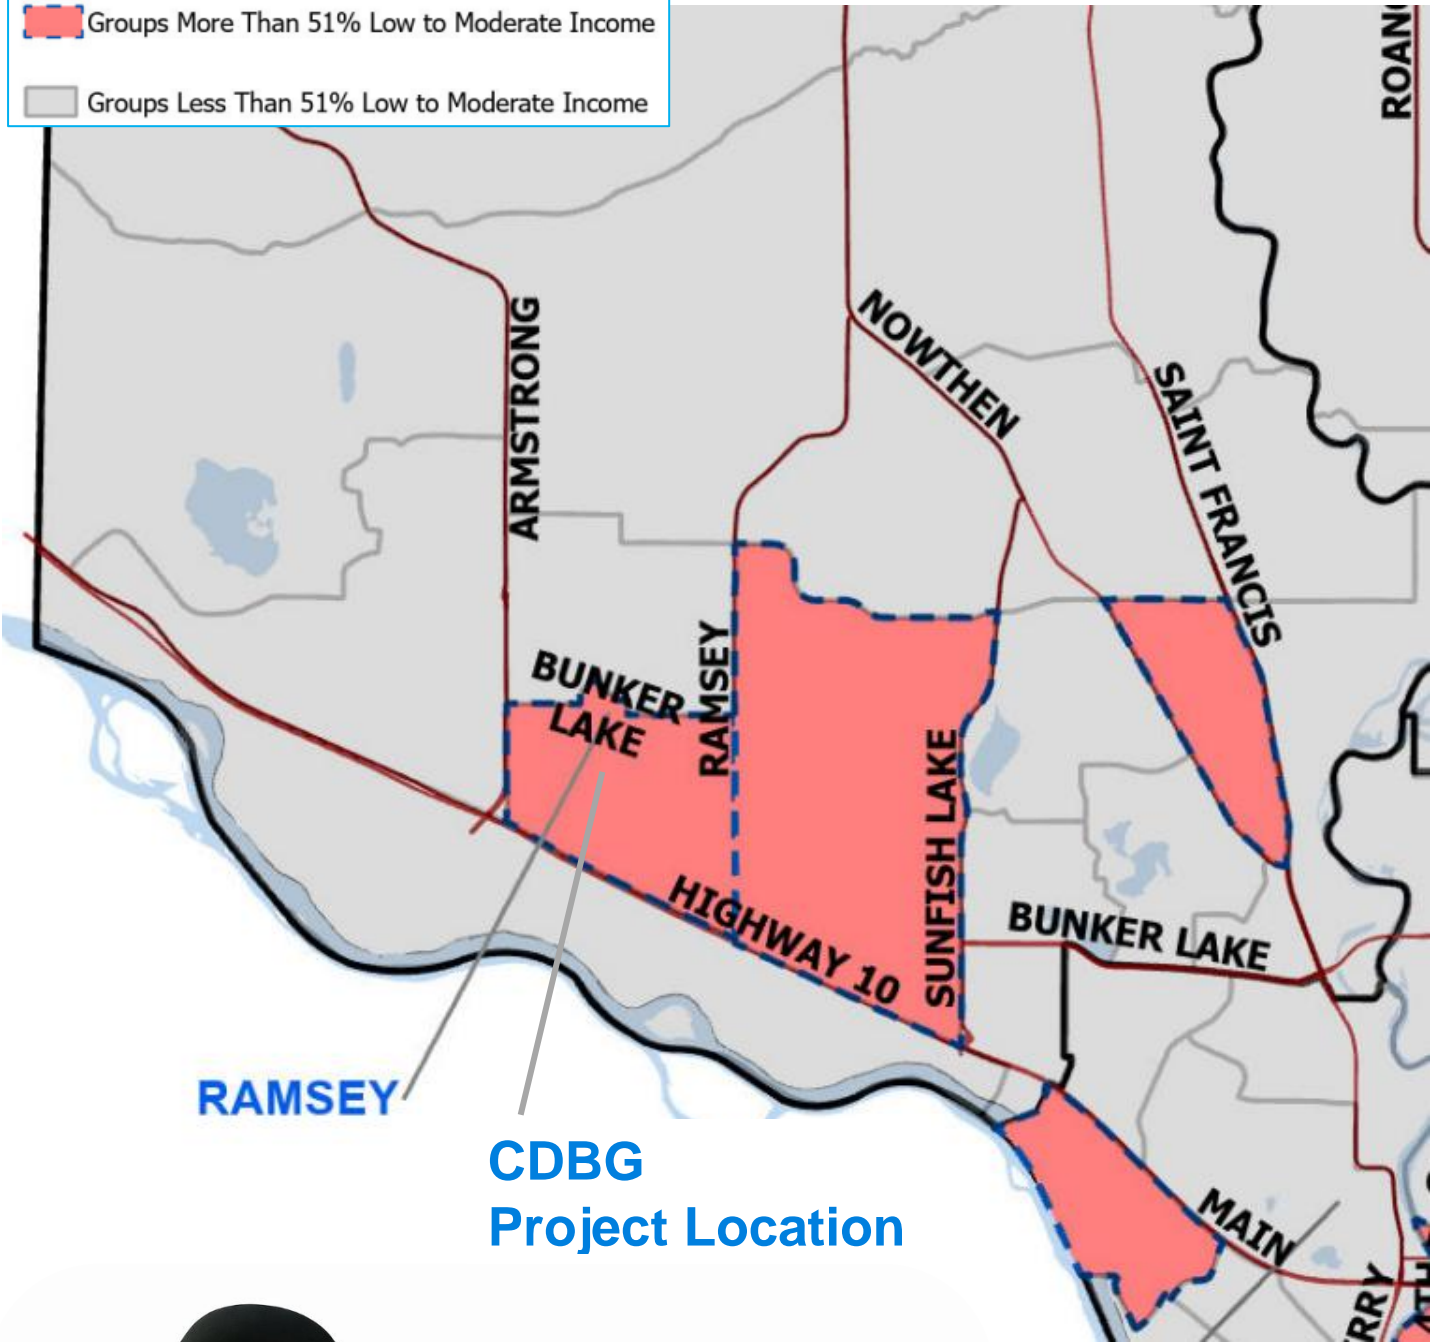 Groups More Than 51% Low to Moderate Income
Groups Less Than 51% Low to Moderate Income
ARMSTRONG
NOWTHEN
SAINT FRANCIS
BUNKER
LAKE
RAMSEY
SUNFISH LAKE
HIGHWAY 10
BUNKER LAKE
RAMSEY
CDBG
Project Location
MAIN